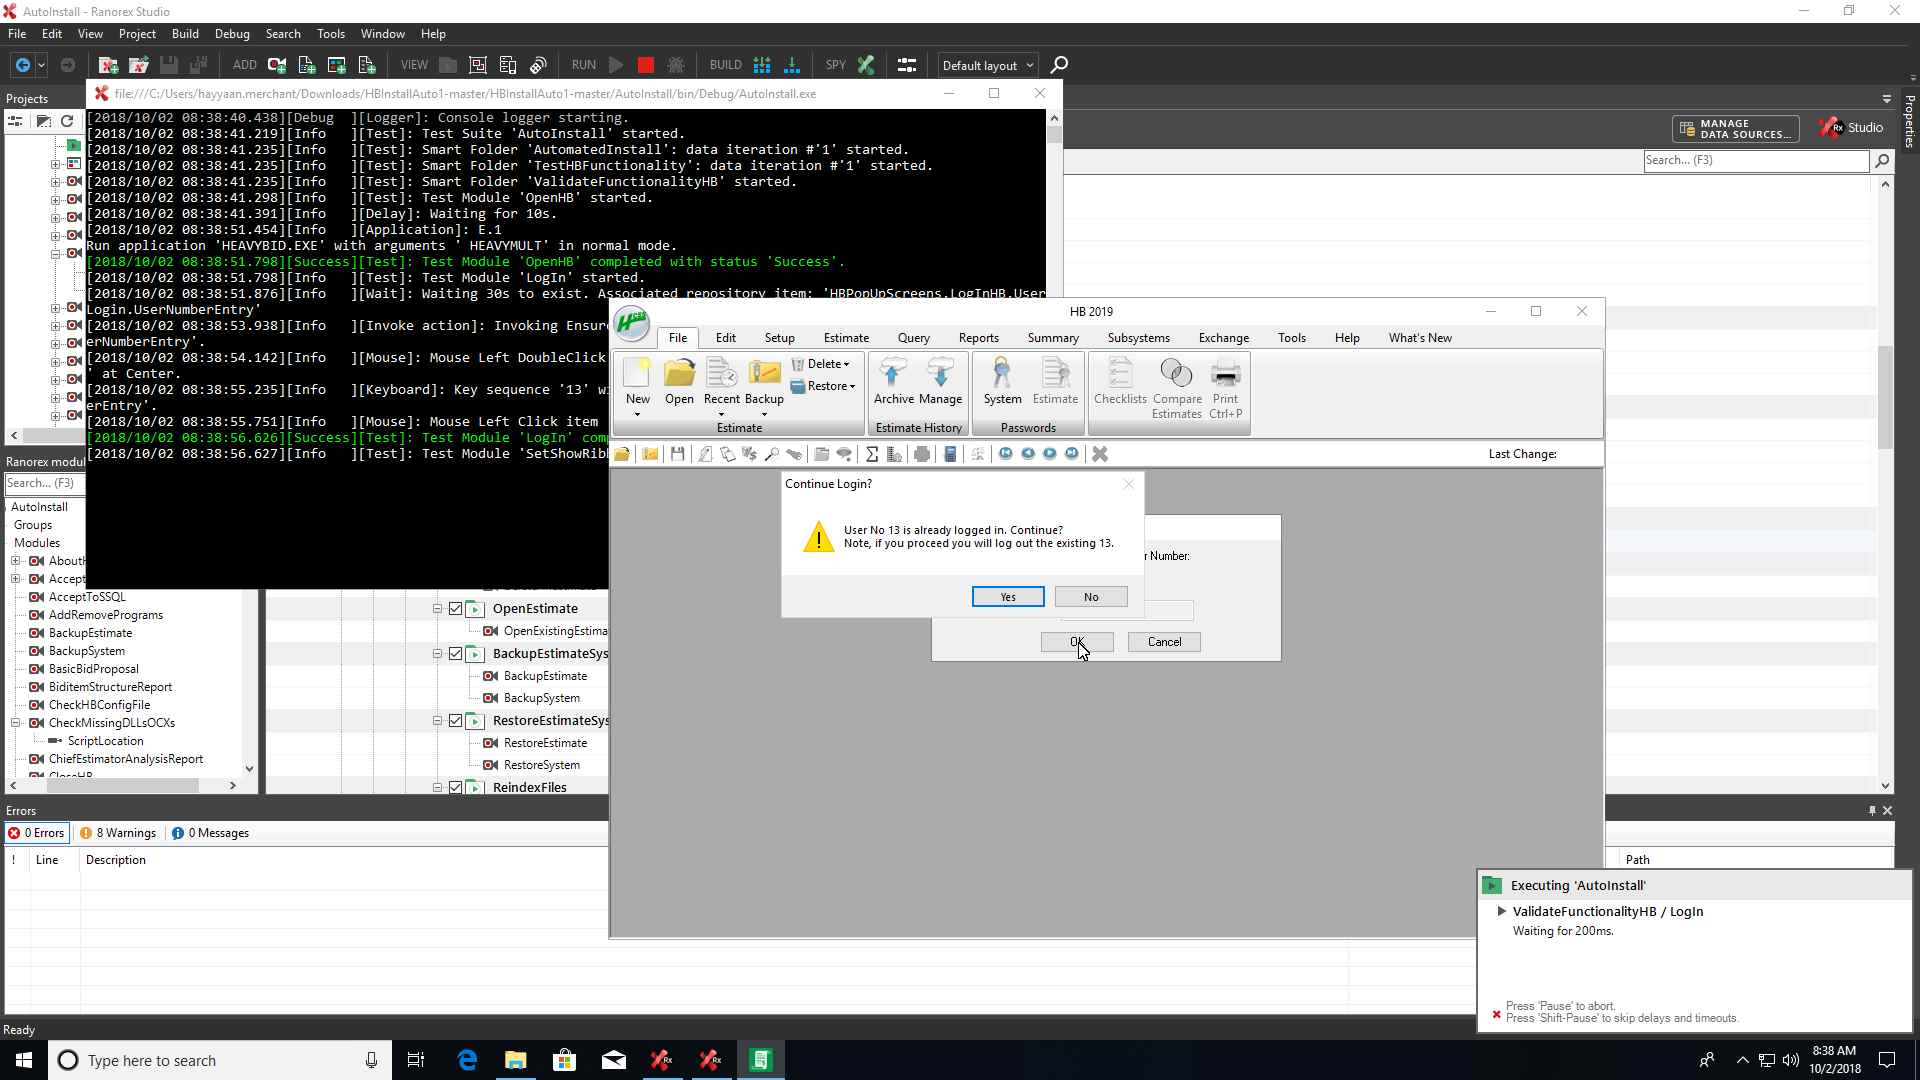 AutoInstall - Ranorex Studio
File Edit View Project Build Debug Search Tools Window Help
ADD VIEW RUN BUILD SPY Default layout
Projects
file:///C:/Users/hayyaan.merchant/Downloads/HBInstallAuto1-master/HBInstallAuto1-master/AutoInstall/bin/Debug/AutoInstall.exe
[2018/10/02 08:38:40.438][Debug  ][Logger]: Console logger starting.
[2018/10/02 08:38:41.219][Info   ][Test]: Test Suite 'AutoInstall' started.
[2018/10/02 08:38:41.235][Info   ][Test]: Smart Folder 'AutomatedInstall': data iteration #'1' started.
[2018/10/02 08:38:41.235][Info   ][Test]: Smart Folder 'TestHBFunctionality': data iteration #'1' started.
[2018/10/02 08:38:41.235][Info   ][Test]: Smart Folder 'ValidateFunctionalityHB' started.
[2018/10/02 08:38:41.298][Info   ][Test]: Test Module 'OpenHB' started.
[2018/10/02 08:38:41.391][Info   ][Delay]: Waiting for 10s.
[2018/10/02 08:38:51.454][Info   ][Application]: E.1
Run application 'HEAVYBID.EXE' with arguments ' HEAVYMULT' in normal mode.
[2018/10/02 08:38:51.798][Success][Test]: Test Module 'OpenHB' completed with status 'Success'.
[2018/10/02 08:38:51.798][Info   ][Test]: Test Module 'LogIn' started.
[2018/10/02 08:38:51.876][Info   ][Wait]: Waiting 30s to exist. Associated repository item: 'HBPopUpScreens.LogInHB.User
Login.UserNumberEntry'
[2018/10/02 08:38:53.938][Info   ][Invoke action]: Invoking Ensur
erNumberEntry'.
[2018/10/02 08:38:54.142][Info   ][Mouse]: Mouse Left DoubleClick
' at Center.
[2018/10/02 08:38:55.235][Info   ][Keyboard]: Key sequence '13' wi
erEntry'.
[2018/10/02 08:38:55.751][Info   ][Mouse]: Mouse Left Click item
[2018/10/02 08:38:56.626][Success][Test]: Test Module 'LogIn' comp
[2018/10/02 08:38:56.627][Info   ][Test]: Test Module 'SetShowRib
MANAGE
DATA SOURCES...
Studio
Properties
Search... (F3)
HB 2019
File Edit Setup Estimate Query Reports Summary Subsystems Exchange Tools Help What's New
New Open Recent Backup Delete Restore
Estimate
Archive Manage
Estimate History
System Estimate
Passwords
Checklists Compare Estimates Print Ctrl+P
Last Change:
Continue Login?
User No 13 is already logged in. Continue?
Note, if you proceed you will log out the existing 13.
Yes No
r Number:
OK Cancel
Ranorex modul
Search... (F3)
AutoInstall
Groups
Modules
AboutH
Accept
AcceptToSSQL
AddRemovePrograms
BackupEstimate
BackupSystem
BasicBidProposal
BiditemStructureReport
CheckHBConfigFile
CheckMissingDLLsOCXs
ScriptLocation
ChiefEstimatorAnalysisReport
CloseHB
OpenEstimate
OpenExistingEstima
BackupEstimateSys
BackupEstimate
BackupSystem
RestoreEstimateSys
RestoreEstimate
RestoreSystem
ReindexFiles
Errors
0 Errors 8 Warnings 0 Messages
! Line Description Path
Executing 'AutoInstall'
ValidateFunctionalityHB / LogIn
Waiting for 200ms.
Press 'Pause' to abort.
Press 'Shift-Pause' to skip delays and timeouts.
Ready
Type here to search
8:38 AM
10/2/2018